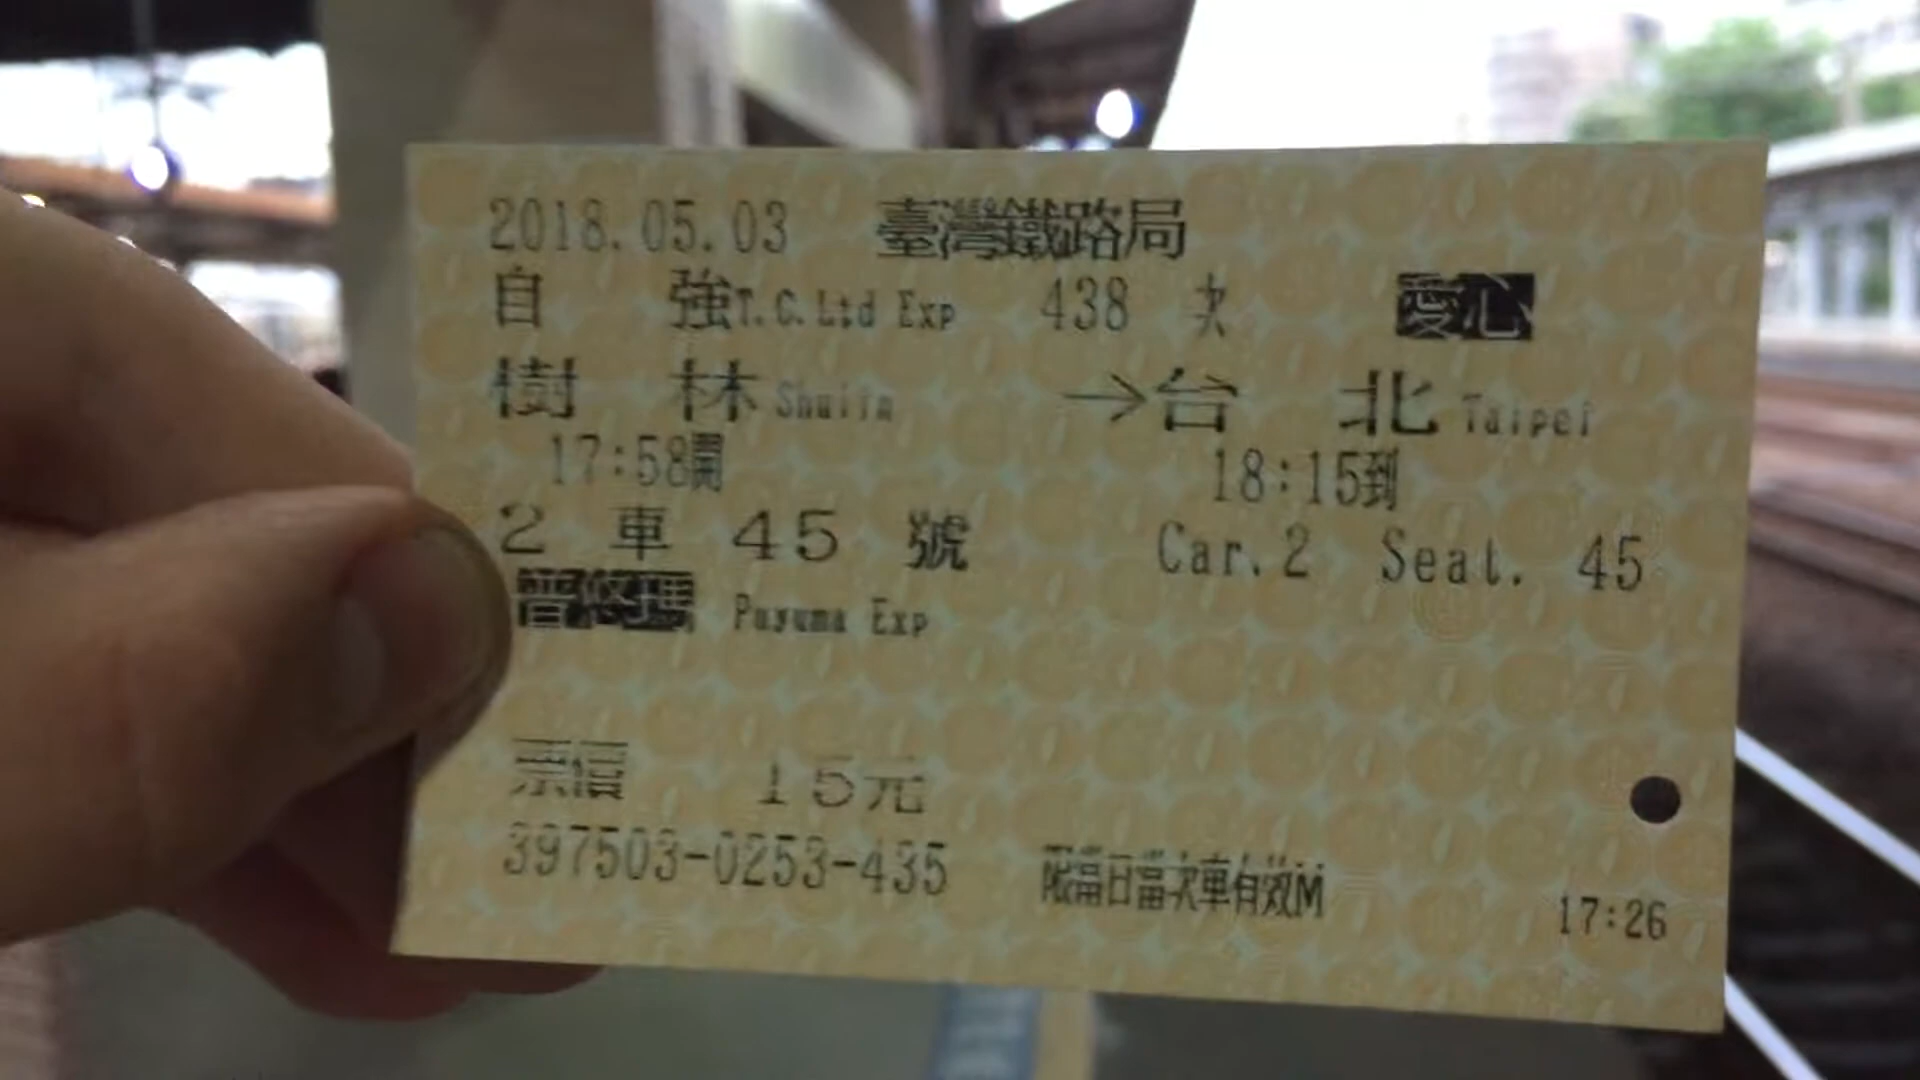 2018.05.03 臺灣鐵路局
自 強 T.C.Ltd Exp 438 次 愛心
樹 林 Shulin →台 北 Taipei
17:58開 18:15到
2 車 45 號 Car.2 Seat. 45
普悠瑪 Puyuma Exp
票價 15元
397503-0253-435 限當日當次車有效M 17:26